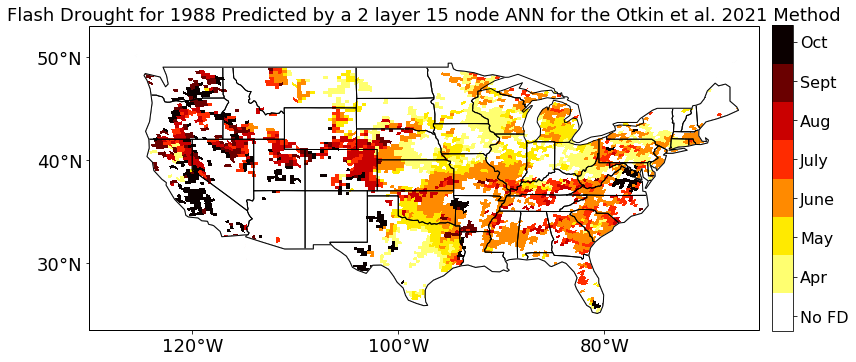 Flash Drought for 1988 Predicted by a 2 layer 15 node ANN for the Otkin et al. 2021 Method
50°N
40°N
30°N
120°W
100°W
80°W
Oct
Sept
Aug
July
June
May
Apr
No FD